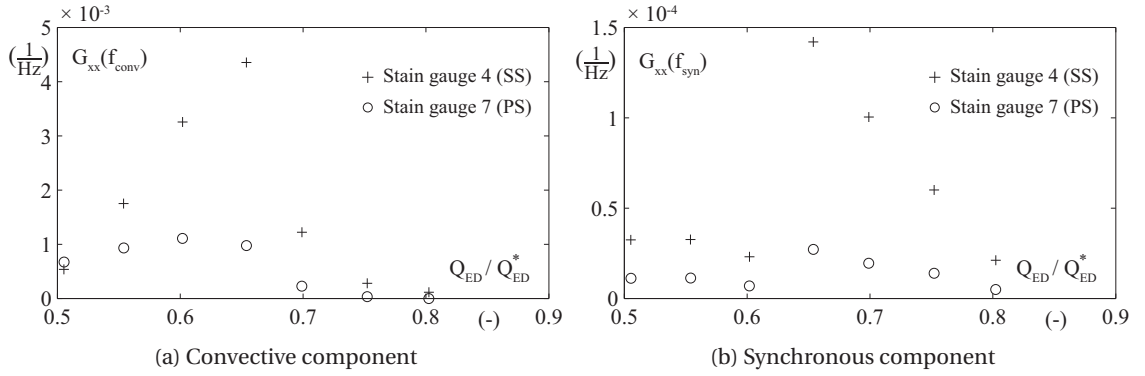 × 10⁻³
5
4
3
2
1
0
(1/Hz)
G_xx(f_conv)
+ Stain gauge 4 (SS)
○ Stain gauge 7 (PS)
Q_ED / Q*_ED
0.5 0.6 0.7 0.8 (-) 0.9
(a) Convective component
× 10⁻⁴
1.5
1
0.5
0
(1/Hz)
G_xx(f_syn)
+ Stain gauge 4 (SS)
○ Stain gauge 7 (PS)
Q_ED / Q*_ED
0.5 0.6 0.7 0.8 (-) 0.9
(b) Synchronous component